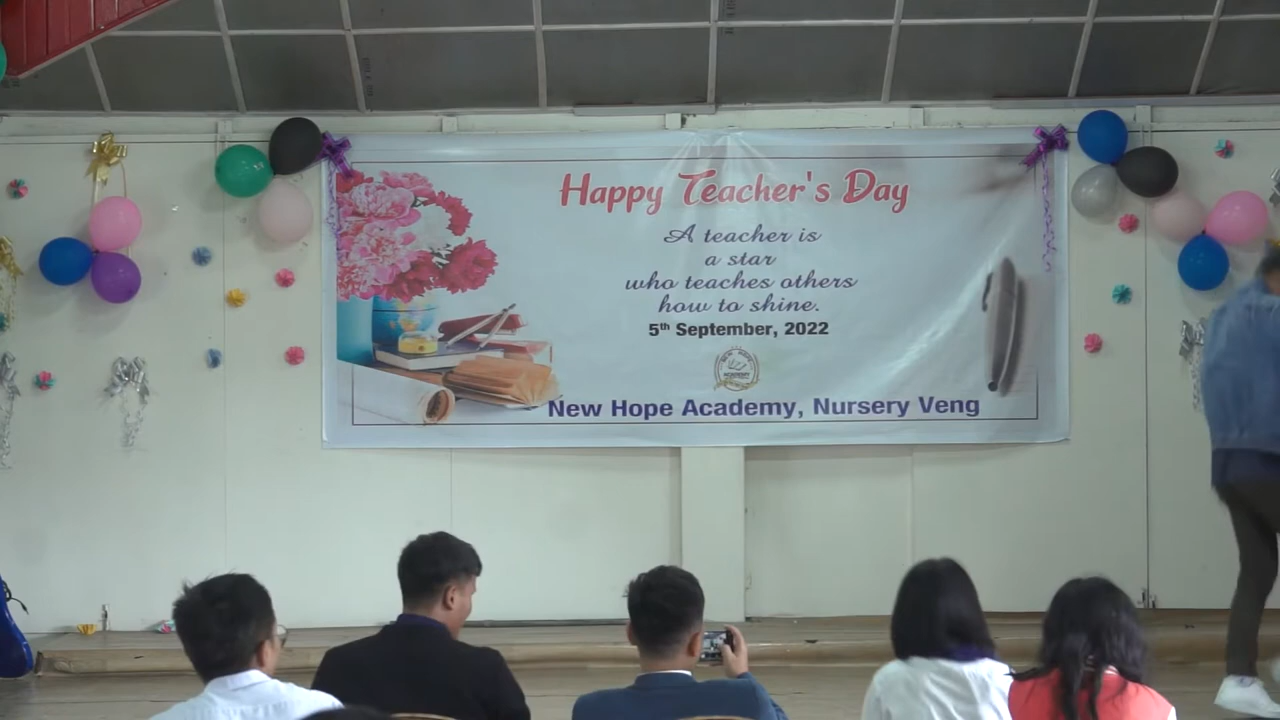 Happy Teacher's Day
A teacher is
a star
who teaches others
how to shine.
5th September, 2022
ACADEMY
New Hope Academy, Nursery Veng